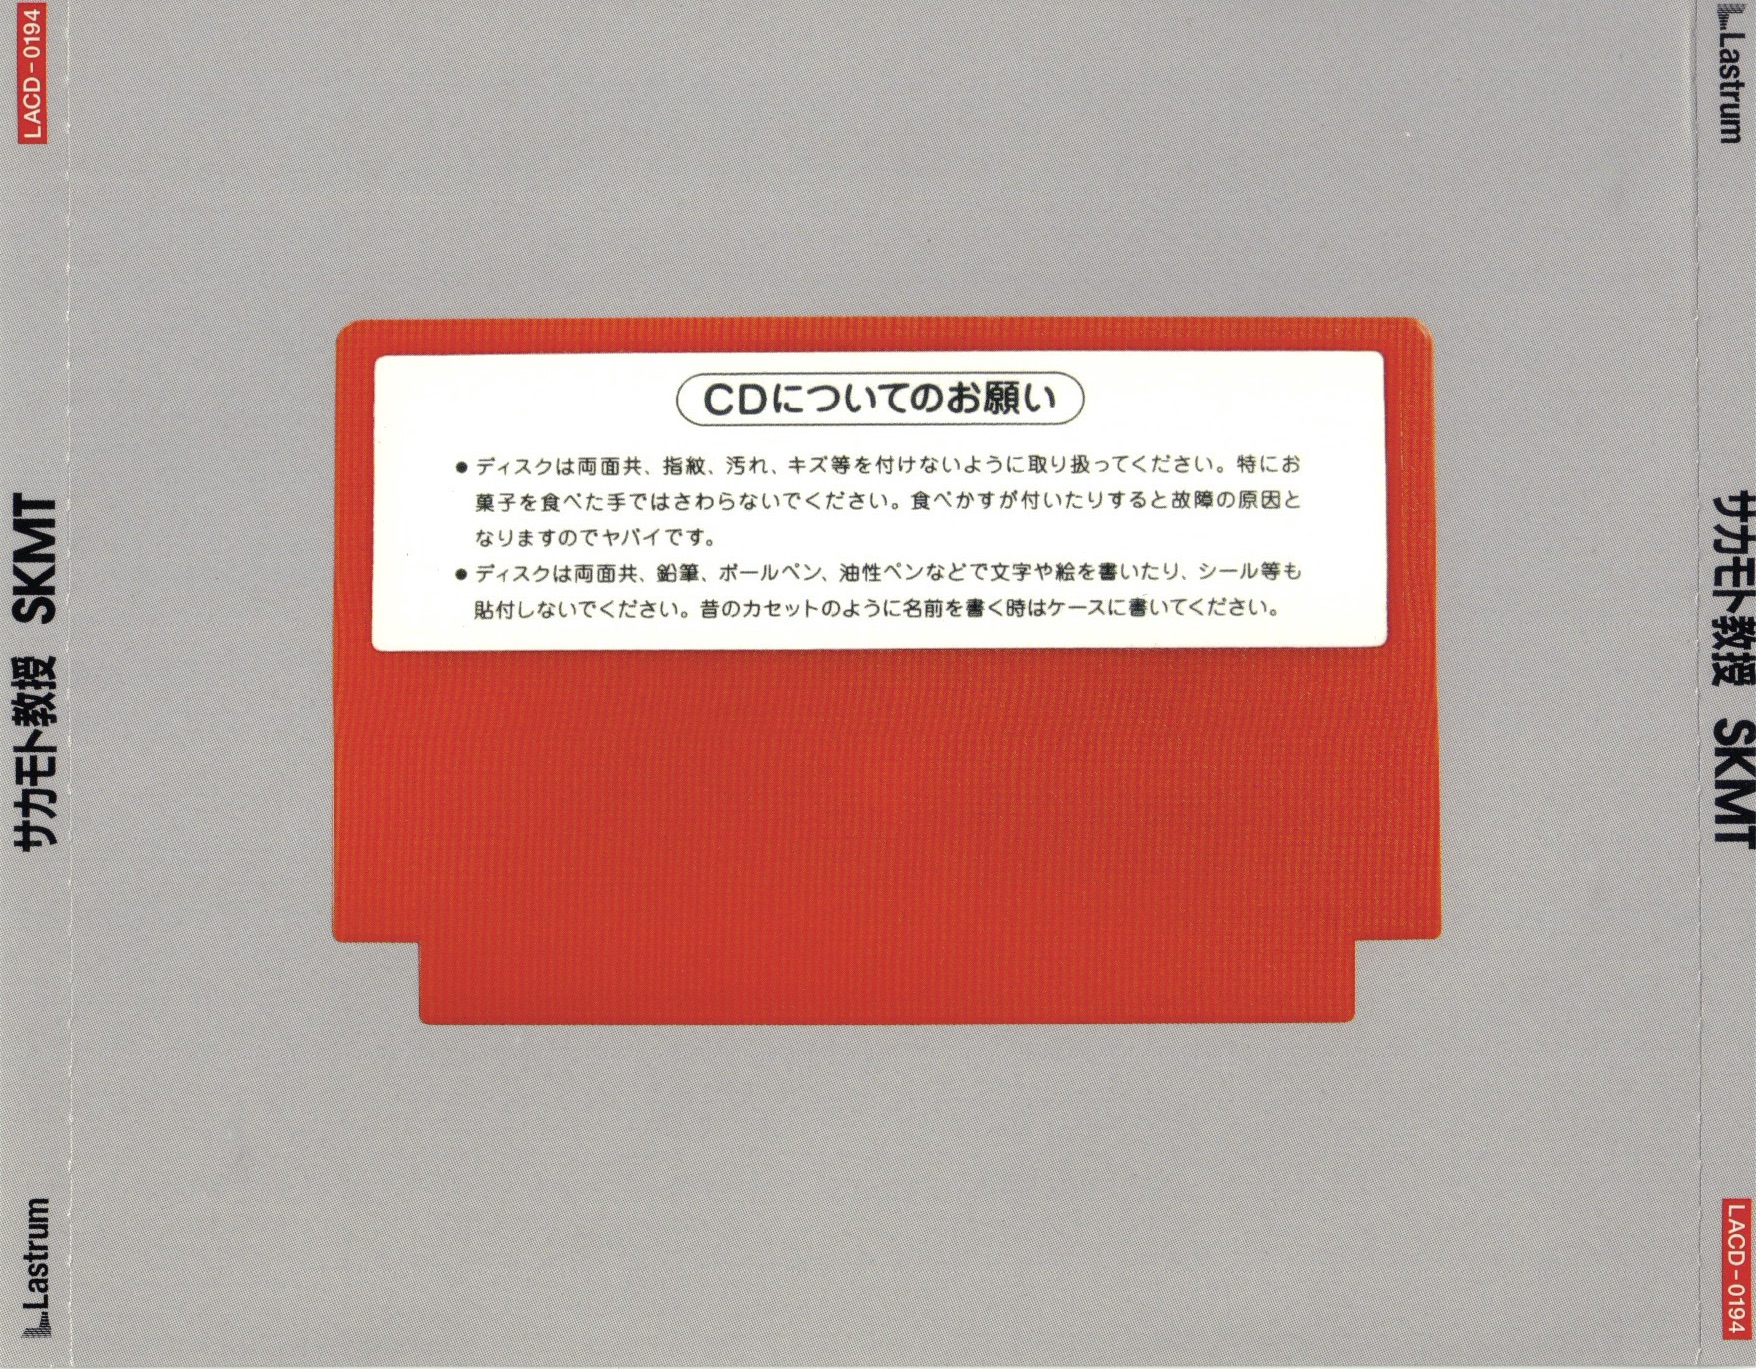 LACD-0194
サカモト教授 SKMT
Lastrum
CDについてのお願い
●ディスクは両面共、指紋、汚れ、キズ等を付けないように取り扱ってください。特にお
菓子を食べた手ではさわらないでください。食べかすが付いたりすると故障の原因と
なりますのでヤバイです。
●ディスクは両面共、鉛筆、ボールペン、油性ペンなどで文字や絵を書いたり、シール等も
貼付しないでください。昔のカセットのように名前を書く時はケースに書いてください。
Lastrum
サカモト教授 SKMT
LACD-0194